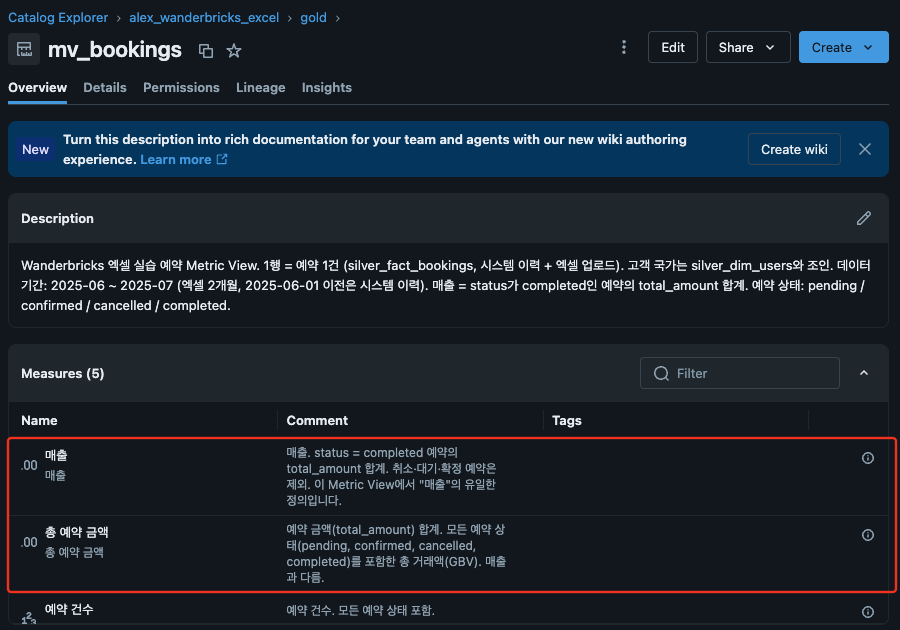 Catalog Explorer › alex_wanderbricks_excel › gold ›
mv_bookings
Edit
Share
Create
Overview
Details
Permissions
Lineage
Insights
New
Turn this description into rich documentation for your team and agents with our new wiki authoring
experience. Learn more
Create wiki
Description
Wanderbricks 엑셀 실습 예약 Metric View. 1행 = 예약 1건 (silver_fact_bookings, 시스템 이력 + 엑셀 업로드). 고객 국가는 silver_dim_users와 조인. 데이터
기간: 2025-06 ~ 2025-07 (엑셀 2개월, 2025-06-01 이전은 시스템 이력). 매출 = status가 completed인 예약의 total_amount 합계. 예약 상태: pending /
confirmed / cancelled / completed.
Measures (5)
Filter
Name
Comment
Tags
.00
매출
매출
매출. status = completed 예약의
total_amount 합계. 취소·대기·확정 예약은
제외. 이 Metric View에서 "매출"의 유일한
정의입니다.
.00
총 예약 금액
총 예약 금액
예약 금액(total_amount) 합계. 모든 예약 상
태(pending, confirmed, cancelled,
completed)를 포함한 총 거래액(GBV). 매출
과 다름.
예약 건수
예약 건수. 모든 예약 상태 포함.